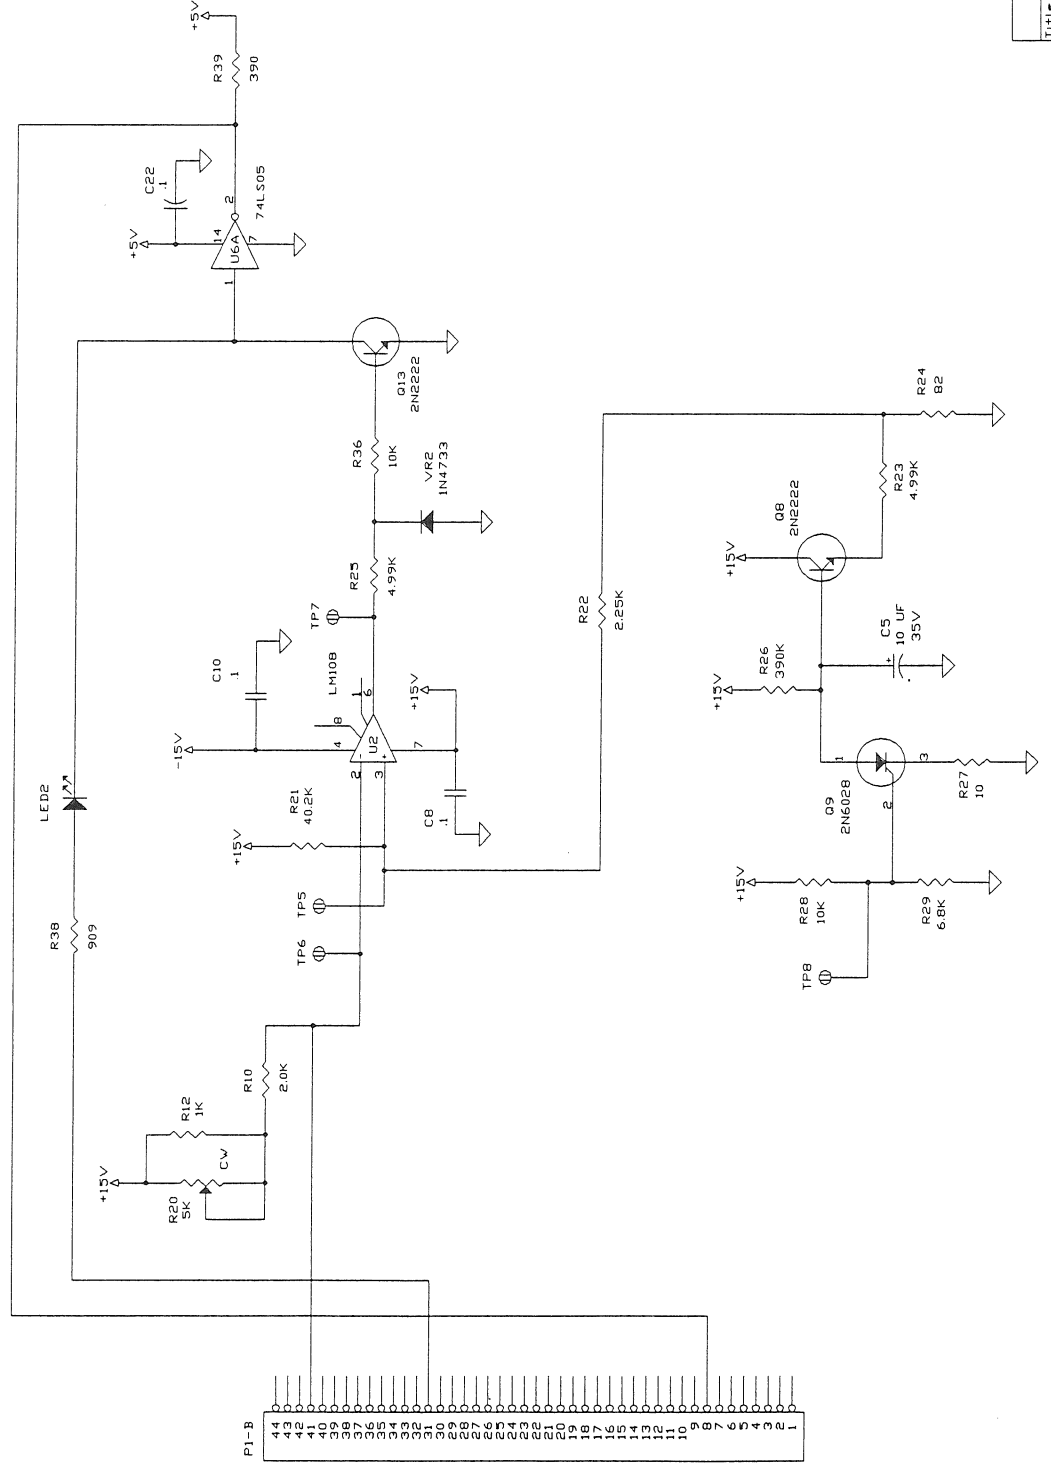 +5V
R39
390
Title
C22
.1
+5V
14
U6A
7
1
2
74LS05
Q13
2N2222
R36
10K
VR2
1N4733
R25
4.99K
TP7
LM108
C10
.1
-15V
4
8
1
6
U2
2
-
3
+
7
+15V
C8
.1
LED2
R38
909
R21
40.2K
+15V
TP5
TP6
R10
2.0K
R12
1K
CW
+15V
R20
5K
R22
2.25K
R24
82
R23
4.99K
Q8
2N2222
+15V
R26
390K
+15V
C5
10 UF
35V
+
Q9
2N6028
1
2
3
R27
10
+15V
R28
10K
R29
6.8K
TP8
P1-B
44
43
42
41
40
39
38
37
36
35
34
33
32
31
30
29
28
27
26
25
24
23
22
21
20
19
18
17
16
15
14
13
12
11
10
9
8
7
6
5
4
3
2
1